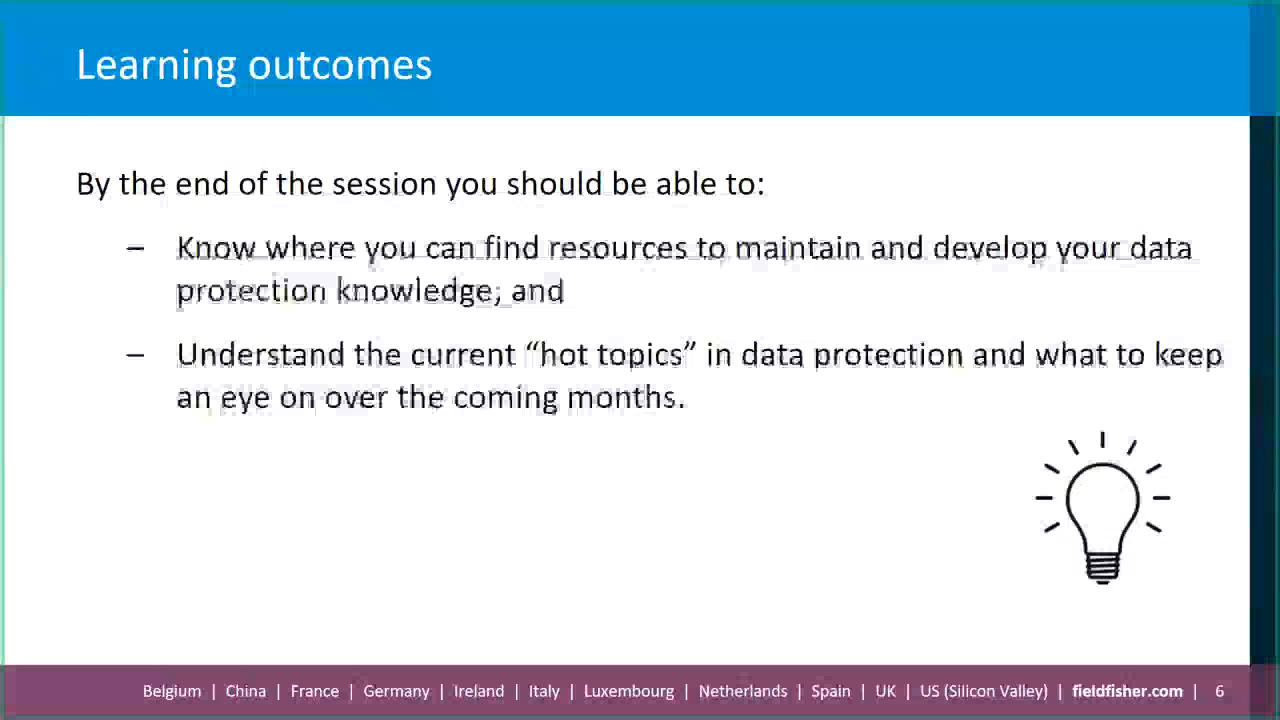 Learning outcomes
By the end of the session you should be able to:
– Know where you can find resources to maintain and develop your data
protection knowledge, and
– Understand the current “hot topics” in data protection and what to keep
an eye on over the coming months.
Belgium | China | France | Germany | Ireland | Italy | Luxembourg | Netherlands | Spain | UK | US (Silicon Valley) | fieldfisher.com | 6